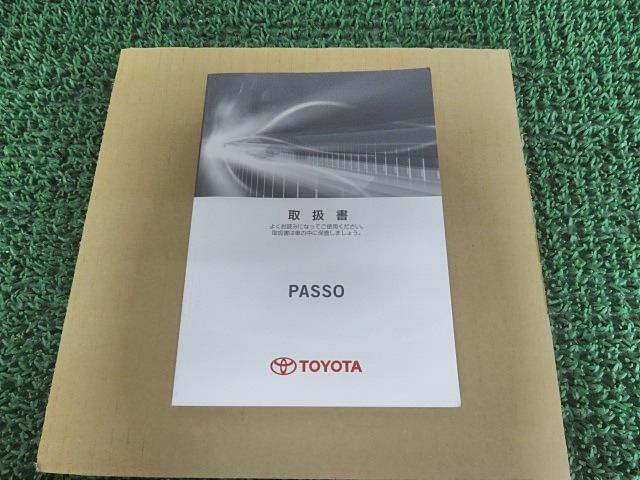 取扱書
よくお読みになってご使用ください。
取扱書は車の中に保管しましょう。
PASSO
TOYOTA